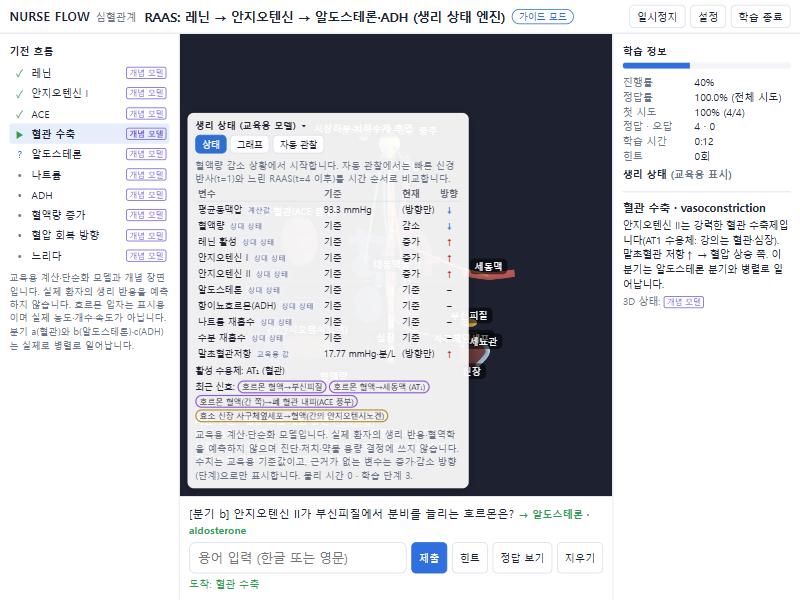 NURSE FLOW 심혈관계 RAAS: 레닌 → 안지오텐신 → 알도스테론·ADH (생리 상태 엔진) 가이드 모드 일시정지 설정 학습 종료
기전 흐름
✓ 레닌 개념 모델
✓ 안지오텐신 I 개념 모델
✓ ACE 개념 모델
▶ 혈관 수축 개념 모델
? 알도스테론 개념 모델
• 나트륨 개념 모델
• ADH 개념 모델
• 혈액량 증가 개념 모델
• 혈압 회복 방향 개념 모델
• 느리다 개념 모델
교육용 계산·단순화 모델과 개념 장면
입니다. 실제 환자의 생리 반응을 예측
하지 않습니다. 호르몬 입자는 표시용
이며 실제 농도·개수·속도가 아닙니다.
분기 a(혈관)와 b(알도스테론)·c(ADH)
는 실제로 병렬로 일어납니다.
생리 상태 (교육용 모델)
상태 그래프 자동 관찰
혈액량 감소 상황에서 시작합니다. 자동 관찰에서는 빠른 신경
반사(t=1)와 느린 RAAS(t=4 이후)를 시간 순서로 비교합니다.
변수 기준 현재 방향
평균동맥압 계산값 93.3 mmHg (방향만) ↓
혈액량 상대 상태 기준 감소 ↓
레닌 활성 상대 상태 기준 증가 ↑
안지오텐신 I 상대 상태 기준 증가 ↑
안지오텐신 II 상대 상태 기준 증가 ↑
알도스테론 상대 상태 기준 기준 –
항이뇨호르몬(ADH) 상대 상태 기준 기준 –
나트륨 재흡수 상대 상태 기준 기준 –
수분 재흡수 상대 상태 기준 기준 –
말초혈관저항 교육용 값 17.77 mmHg·분/L (방향만) ↑
활성 수용체: AT₁ (혈관)
최근 신호: 호르몬 혈액→부신피질 호르몬 혈액→세동맥 (AT₁)
호르몬 혈액(간 쪽)→폐 혈관 내피(ACE 풍부)
효소 신장 사구체옆세포→혈액(간의 안지오텐시노겐)
교육용 계산·단순화 모델입니다. 실제 환자의 생리 반응·혈역학
을 예측하지 않으며 진단·처치·약물 용량 결정에 쓰지 않습니다.
수치는 교육용 기준값이고, 근거가 없는 변수는 증가·감소 방향
(단계)으로만 표시합니다. 물리 시간 0 · 학습 단계 3.
세동맥
피질
세뇨관
신장
[분기 b] 안지오텐신 II가 부신피질에서 분비를 늘리는 호르몬은? → 알도스테론 ·
aldosterone
용어 입력 (한글 또는 영문) 제출 힌트 정답 보기 지우기
도착: 혈관 수축
학습 정보
진행률 40%
정답률 100.0% (전체 시도)
첫 시도 100% (4/4)
정답 · 오답 4 · 0
학습 시간 0:12
힌트 0회
생리 상태 (교육용 표시)
혈관 수축 · vasoconstriction
안지오텐신 II는 강력한 혈관 수축제입
니다(AT1 수용체: 강의는 혈관·심장).
말초혈관 저항↑ → 혈압 상승 쪽. 이
분기는 알도스테론 분기와 병렬로 일
어납니다.
3D 상태: 개념 모델